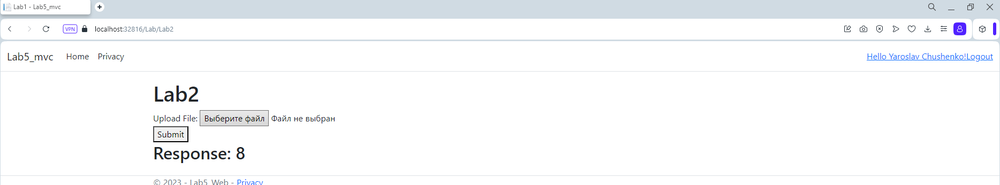 Lab1 - Lab5_mvc
VPN localhost:32816/Lab/Lab2
Lab5_mvc Home Privacy Hello Yaroslav Chushenko!Logout
Lab2
Upload File: Выберите файл Файл не выбран
Submit
Response: 8
© 2023 - Lab5_Web - Privacy